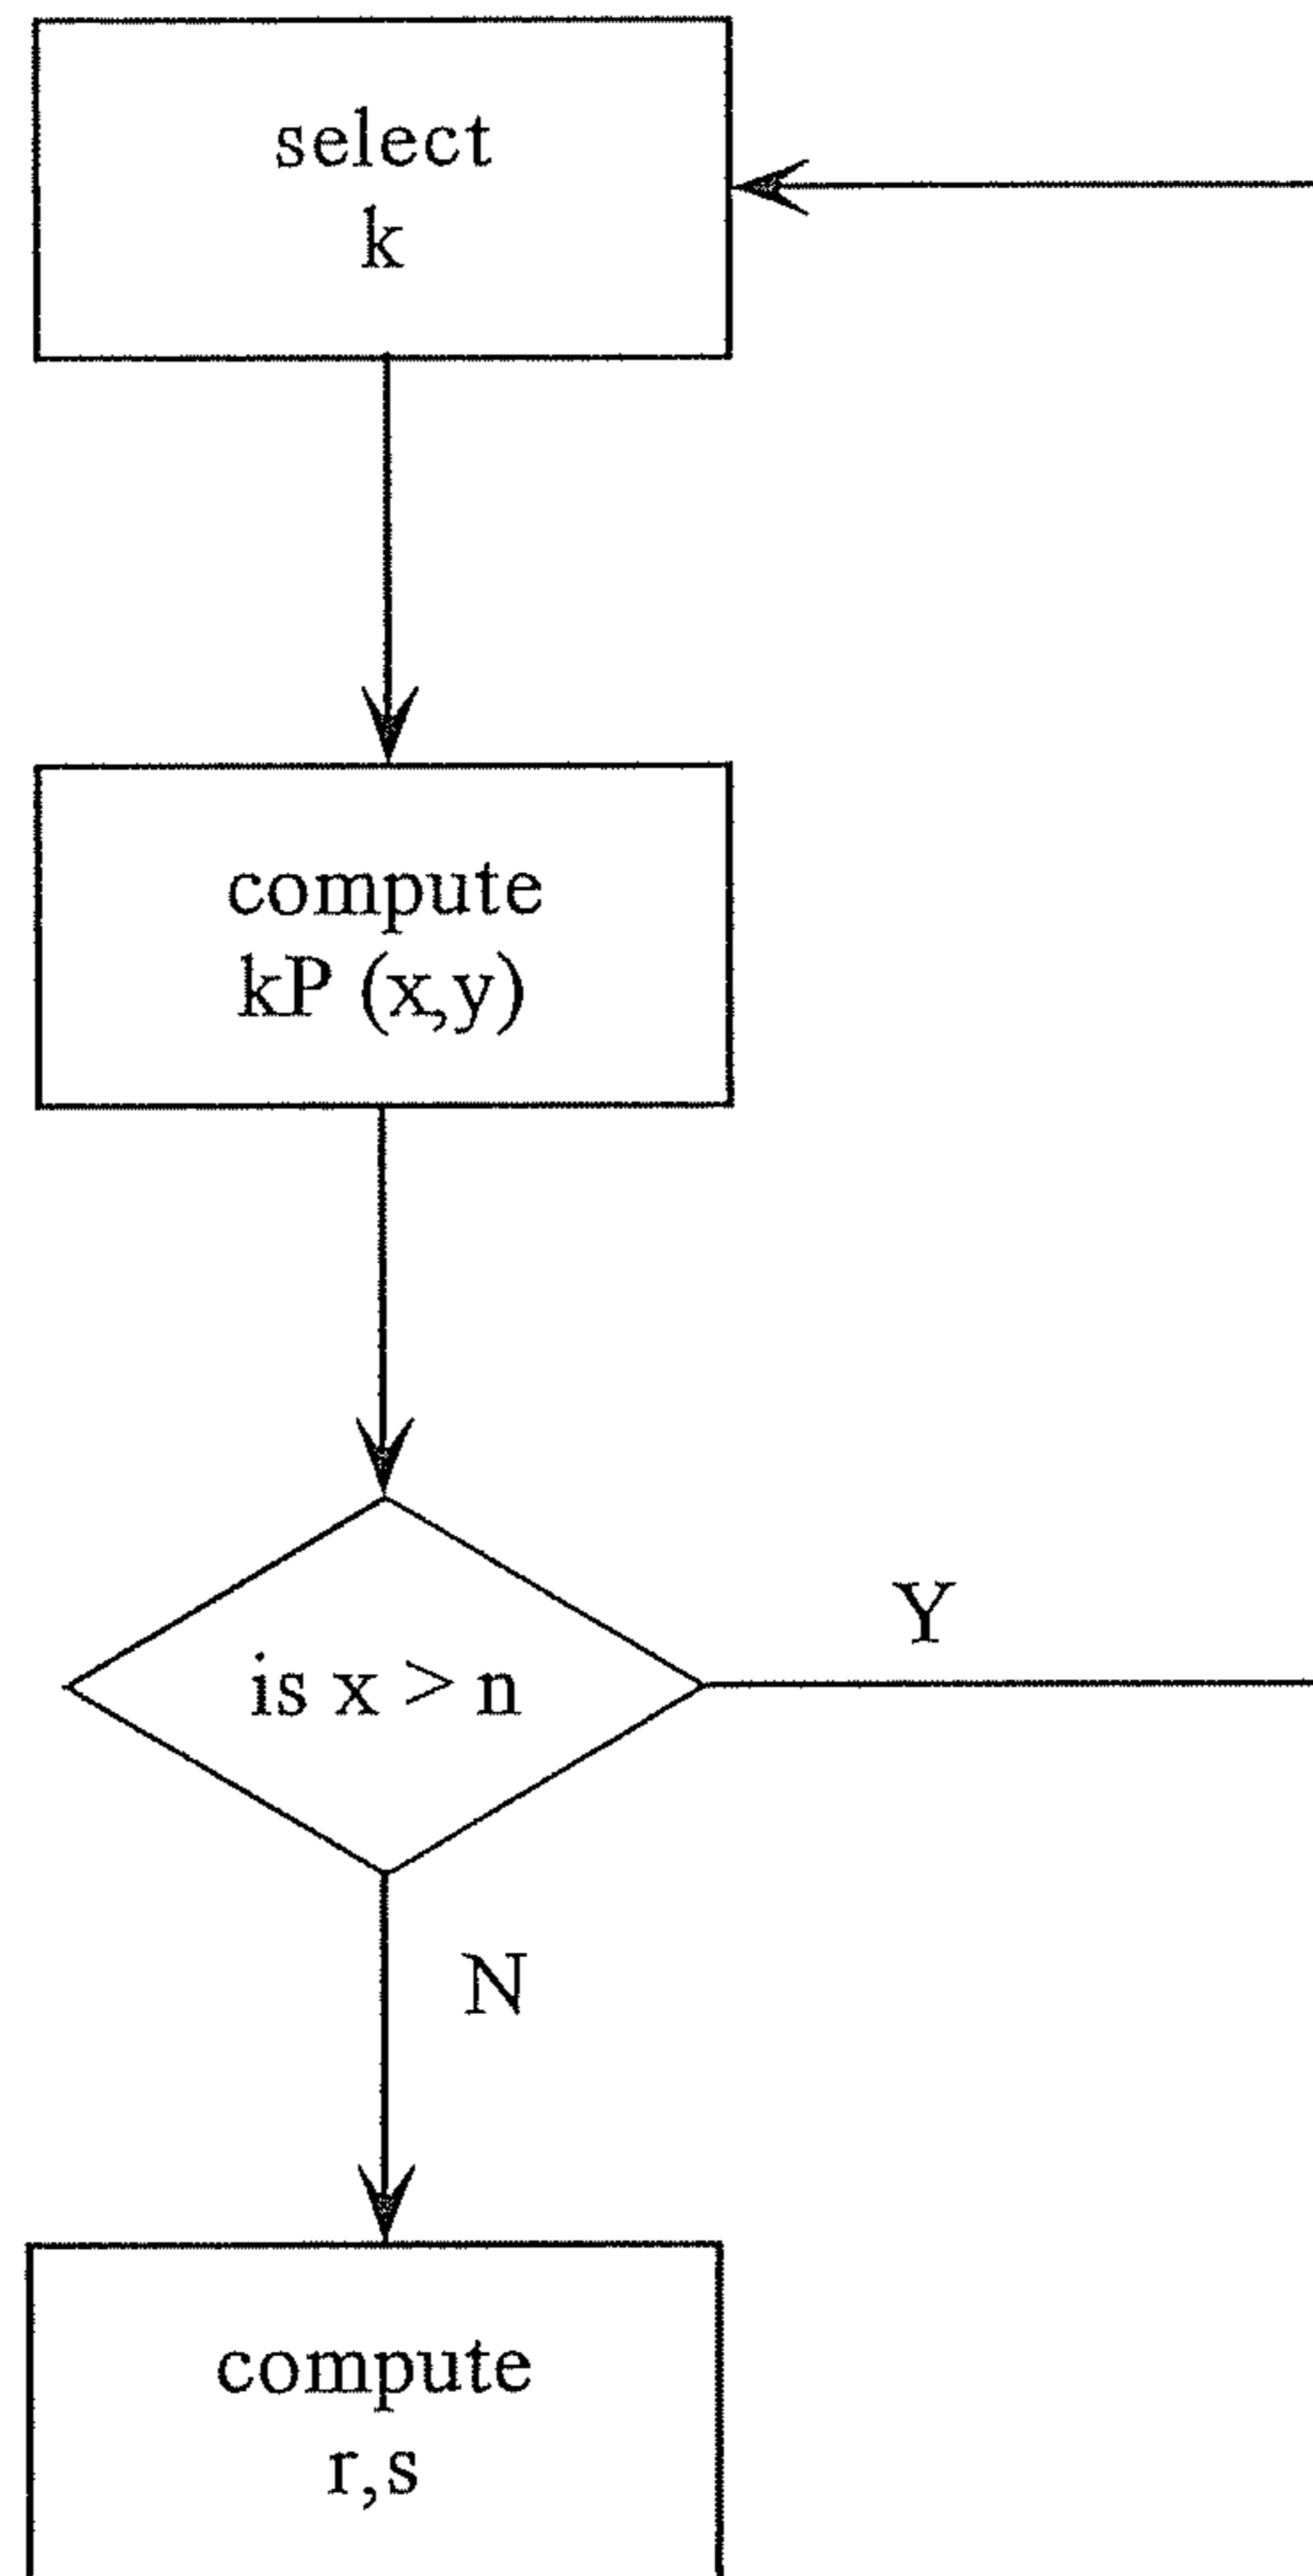 select
k
compute
kP (x,y)
is x > n
Y
N
compute
r,s